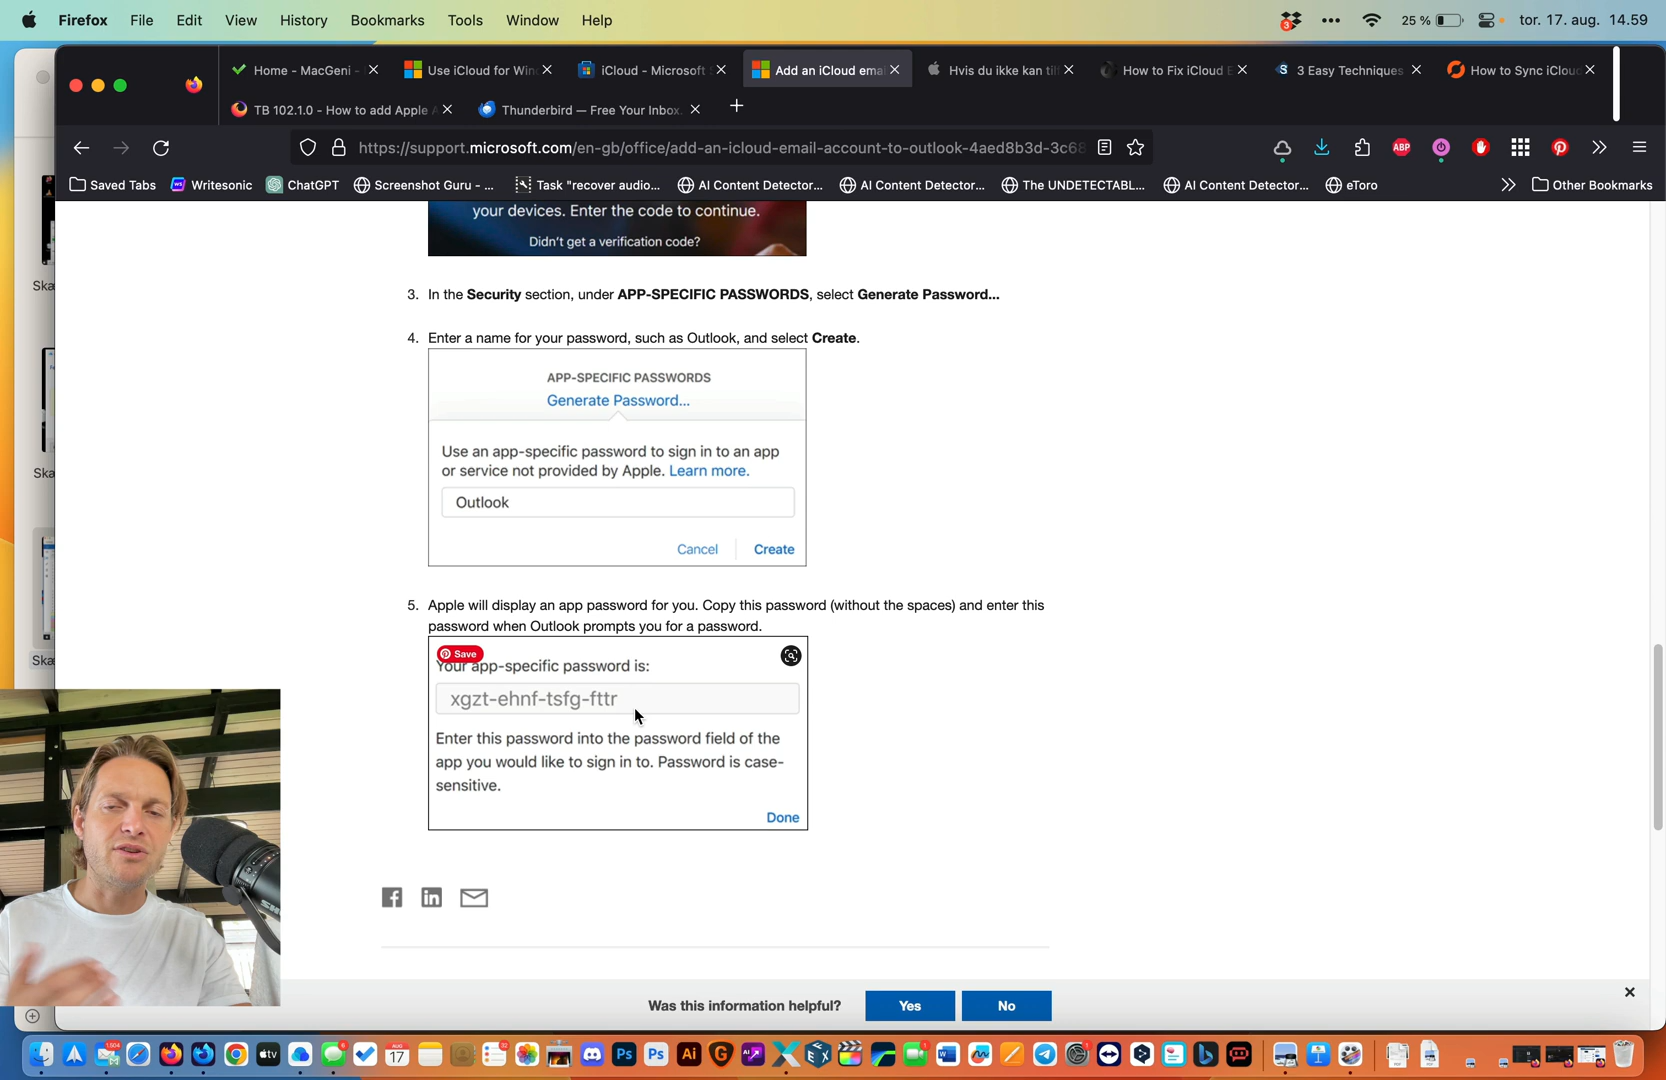 Firefox File Edit View History Bookmarks Tools Window Help
3 25 % tor. 17. aug. 14.59
Home - MacGeni -
Use iCloud for Win
iCloud - Microsoft S
Add an iCloud ema
Hvis du ikke kan til
How to Fix iCloud E
3 Easy Techniques
How to Sync iClou
TB 102.1.0 - How to add Apple A
Thunderbird — Free Your Inbox.
https://support.microsoft.com/en-gb/office/add-an-icloud-email-account-to-outlook-4aed8b3d-3c68
ABP
Saved Tabs
Writesonic
ChatGPT
Screenshot Guru - ...
Task "recover audio...
AI Content Detector...
AI Content Detector...
The UNDETECTABL...
AI Content Detector...
eToro
Other Bookmarks
Ska
Ska
Ska
your devices. Enter the code to continue.
Didn't get a verification code?
3. In the Security section, under APP-SPECIFIC PASSWORDS, select Generate Password...
4. Enter a name for your password, such as Outlook, and select Create.
APP-SPECIFIC PASSWORDS
Generate Password...
Use an app-specific password to sign in to an app
or service not provided by Apple. Learn more.
Outlook
Cancel Create
5. Apple will display an app password for you. Copy this password (without the spaces) and enter this
password when Outlook prompts you for a password.
Save
Your app-specific password is:
xgzt-ehnf-tsfg-fttr
Enter this password into the password field of the
app you would like to sign in to. Password is case-
sensitive.
Done
Was this information helpful? Yes No